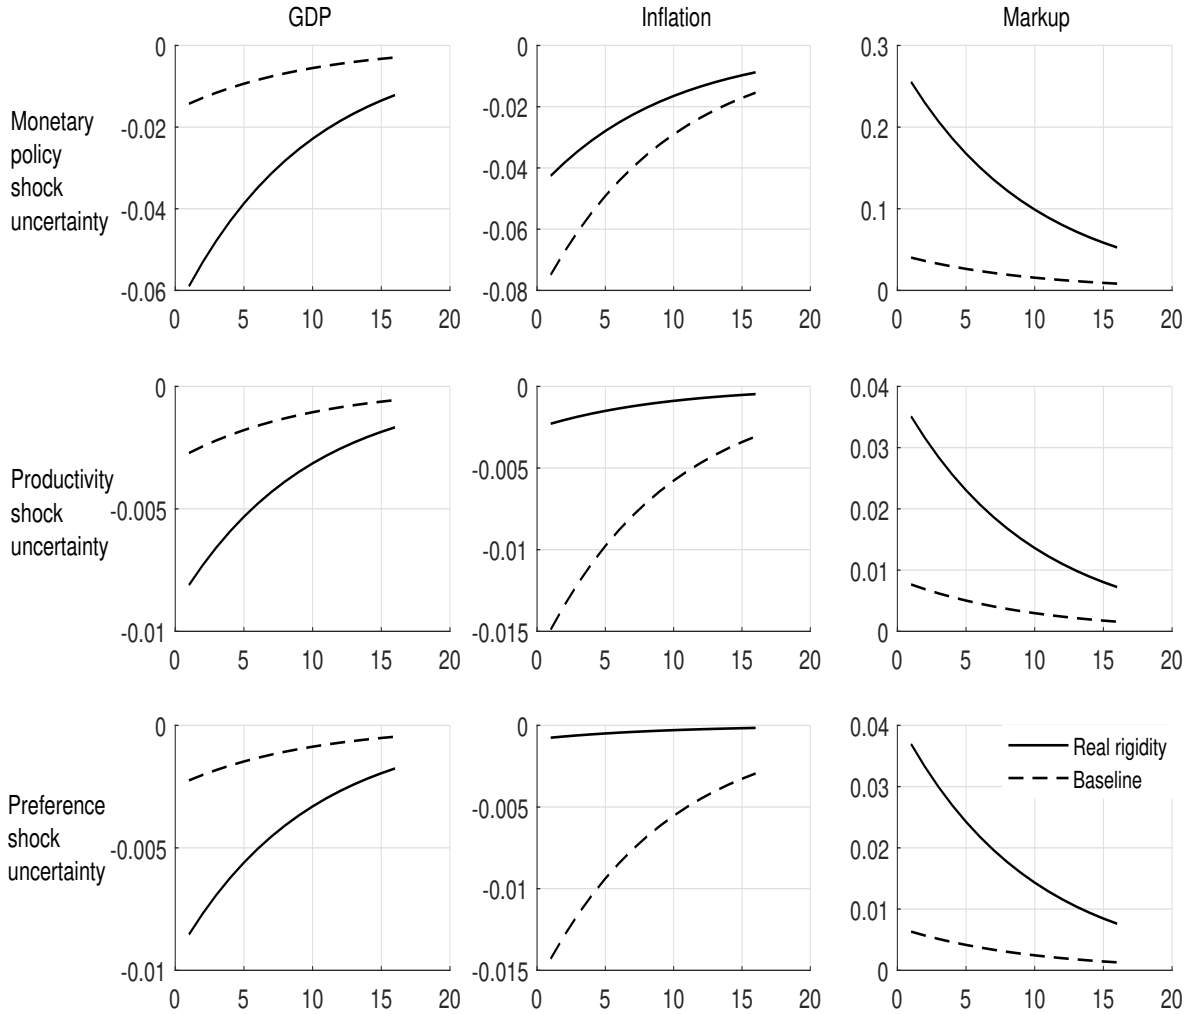 GDP
Inflation
Markup
Monetary
policy
shock
uncertainty
0
-0.02
-0.04
-0.06
0 5 10 15 20
0
-0.02
-0.04
-0.06
-0.08
0 5 10 15 20
0.3
0.2
0.1
0
0 5 10 15 20
Productivity
shock
uncertainty
0
-0.005
-0.01
0 5 10 15 20
0
-0.005
-0.01
-0.015
0 5 10 15 20
0.04
0.03
0.02
0.01
0
0 5 10 15 20
Preference
shock
uncertainty
0
-0.005
-0.01
0 5 10 15 20
0
-0.005
-0.01
-0.015
0 5 10 15 20
0.04
0.03
0.02
0.01
0
0 5 10 15 20
Real rigidity
Baseline